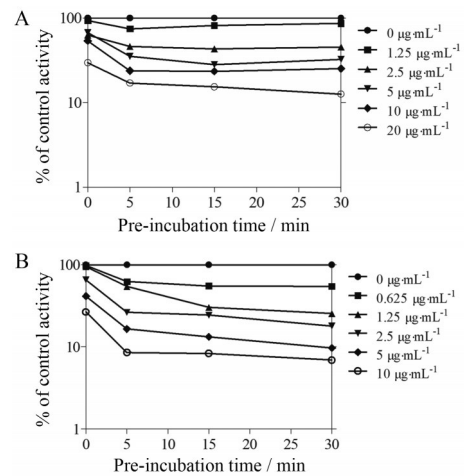 A
% of control activity
100
10
1
0 5 10 15 20 25 30
Pre-incubation time / min
0 μg·mL⁻¹
1.25 μg·mL⁻¹
2.5 μg·mL⁻¹
5 μg·mL⁻¹
10 μg·mL⁻¹
20 μg·mL⁻¹
B
% of control activity
100
10
1
0 5 10 15 20 25 30
Pre-incubation time / min
0 μg·mL⁻¹
0.625 μg·mL⁻¹
1.25 μg·mL⁻¹
2.5 μg·mL⁻¹
5 μg·mL⁻¹
10 μg·mL⁻¹